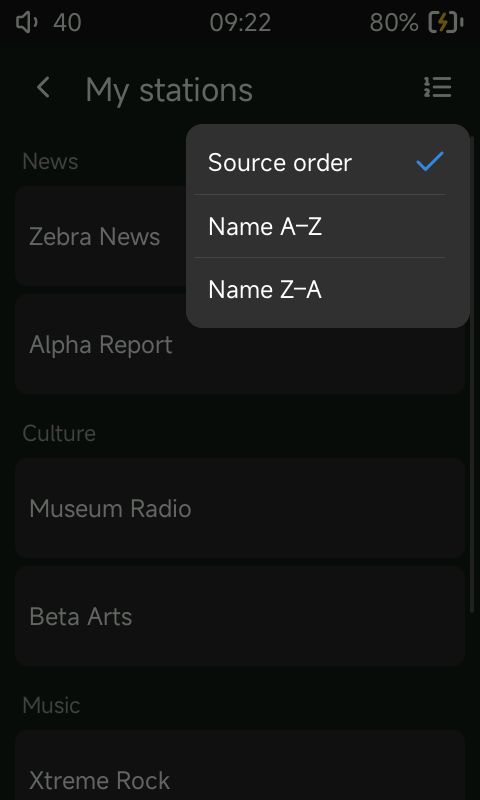 40 09:22 80%
My stations
Source order
Name A–Z
Name Z–A
News
Zebra News
Alpha Report
Culture
Museum Radio
Beta Arts
Music
Xtreme Rock